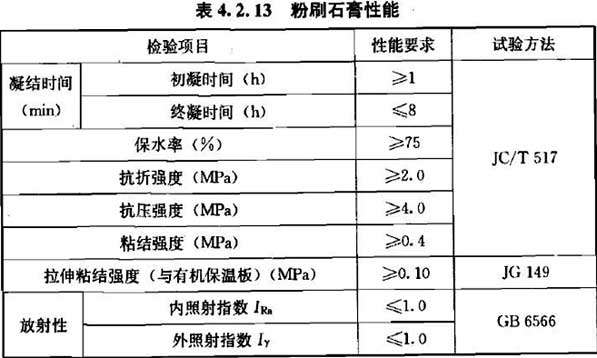 表 4.2.13 粉刷石膏性能
检验项目 性能要求 试验方法
凝结时间 (min) 初凝时间 (h) ≥1 JC/T 517
终凝时间 (h) ≤8
保水率 (%) ≥75
抗折强度 (MPa) ≥2.0
抗压强度 (MPa) ≥4.0
粘结强度 (MPa) ≥0.4
拉伸粘结强度 (与有机保温板) (MPa) ≥0.10 JG 149
放射性 内照射指数 I_Ra ≤1.0 GB 6566
外照射指数 I_γ ≤1.0